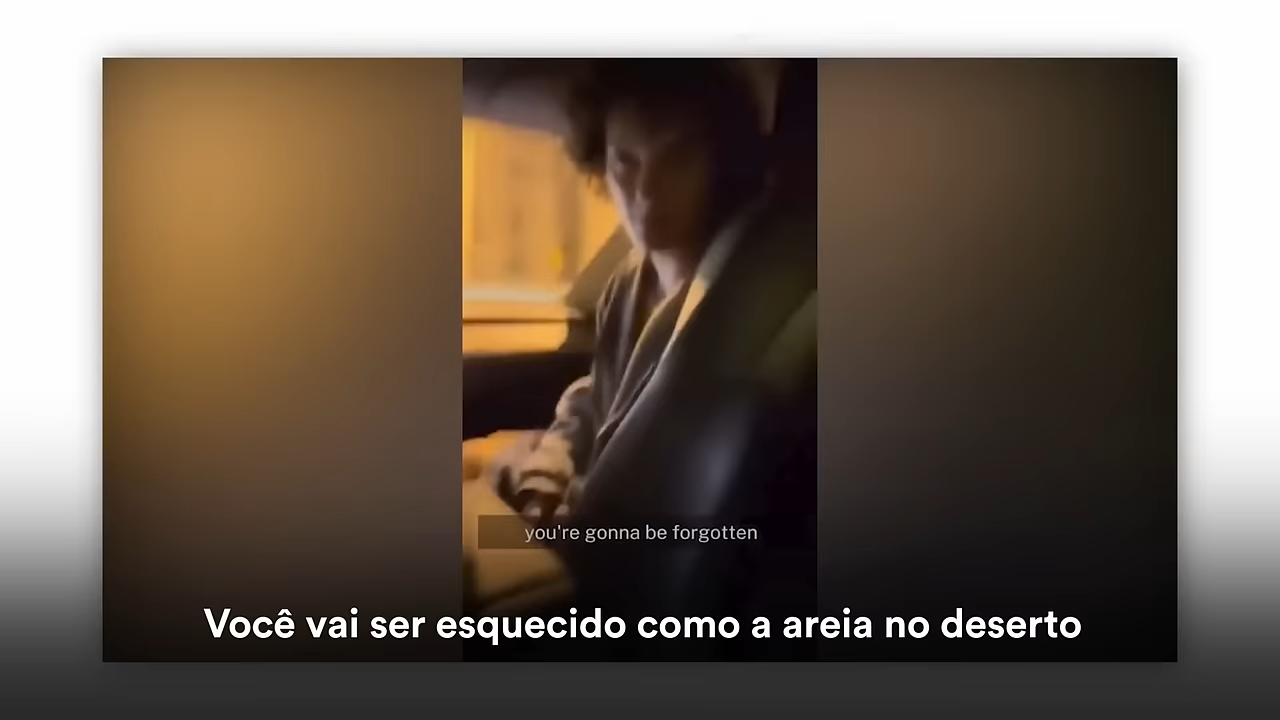 you're gonna be forgotten
Você vai ser esquecido como a areia no deserto